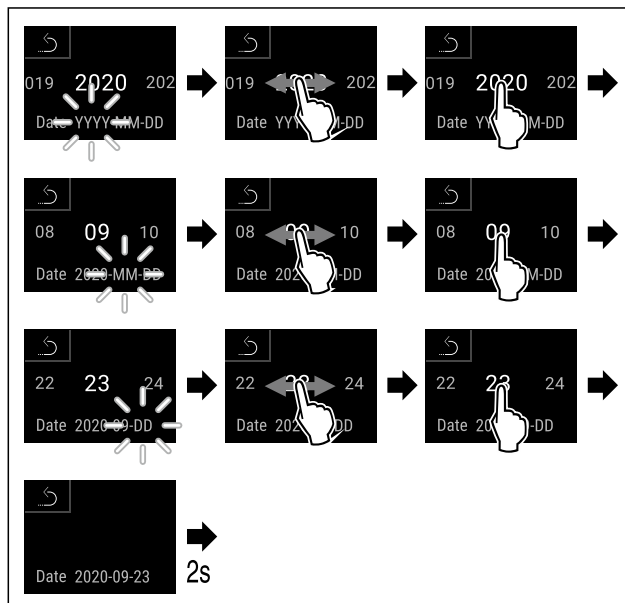 019 2020 202
Date YYYY-MM-DD
019 202
Date YY -DD
019 2020 202
Date YY M-DD
08 09 10
Date 2020-MM-DD
08 09 10
Date 202 -DD
08 09 10
Date 20 M-DD
22 23 24
Date 2020-09-DD
22 23 24
Date 202 DD
22 23 24
Date 20 -DD
Date 2020-09-23
2s